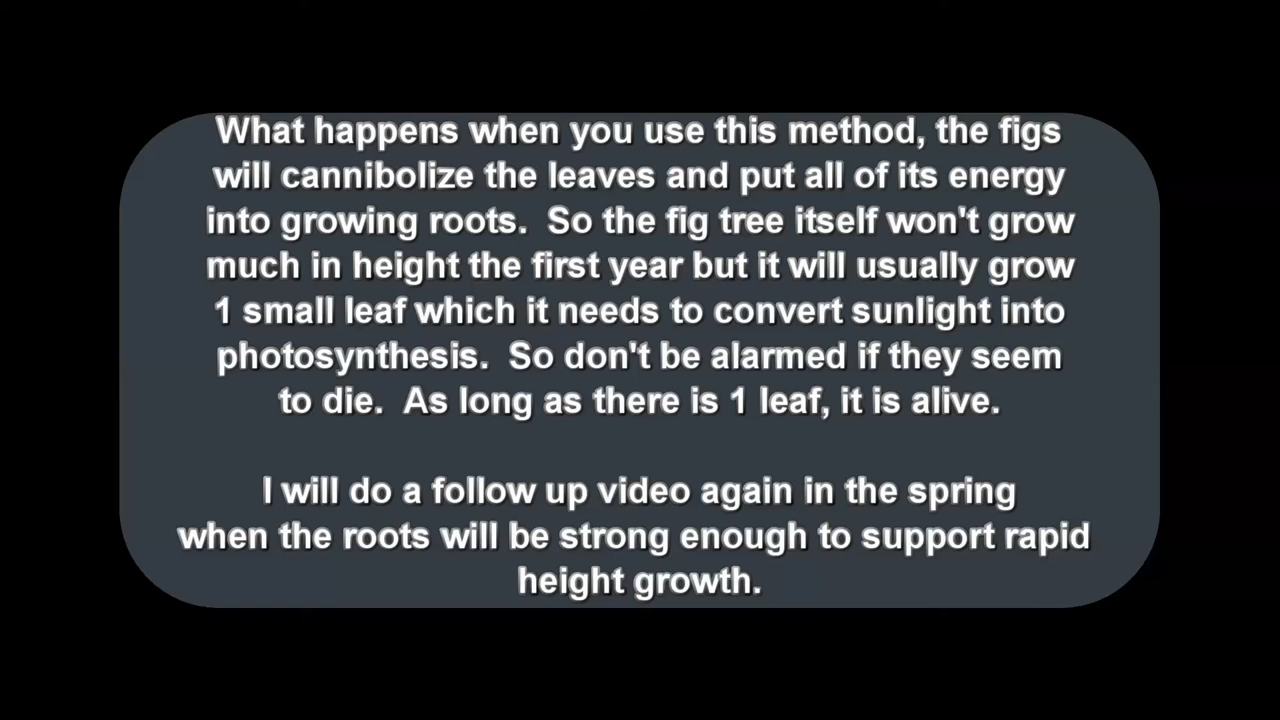 What happens when you use this method, the figs
will cannibolize the leaves and put all of its energy
into growing roots.  So the fig tree itself won't grow
much in height the first year but it will usually grow
1 small leaf which it needs to convert sunlight into
photosynthesis.  So don't be alarmed if they seem
to die.  As long as there is 1 leaf, it is alive.
I will do a follow up video again in the spring
when the roots will be strong enough to support rapid
height growth.